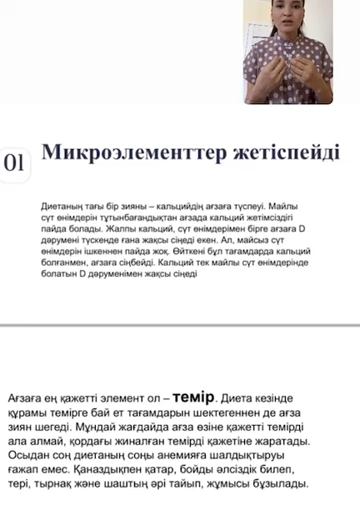 01
Микроэлементтер жетіспейді
Диетаның тағы бір зияны – кальцийдің ағзаға түспеуі. Майлы
сүт өнімдерін тұтынбағандықтан ағзада кальций жетімсіздігі
пайда болады. Жалпы кальций, сүт өнімдерімен бірге ағзаға D
дәрумені түскенде ғана жақсы сіңеді екен. Ал, майсыз сүт
өнімдерін ішкеннен пайда жоқ. Өйткені бұл тағамдарда кальций
болғанмен, ағзаға сіңбейді. Кальций тек майлы сүт өнімдерінде
болатын D дәруменімен жақсы сіңеді
Ағзаға ең қажетті элемент ол – темір. Диета кезінде
құрамы темірге бай ет тағамдарын шектегеннен де ағза
зиян шегеді. Мұндай жағдайда ағза өзіне қажетті темірді
ала алмай, қордағы жиналған темірді қажетіне жаратады.
Осыдан соң диетаның соңы анемияға шалдықтыруы
ғажап емес. Қаназдықпен қатар, бойды әлсіздік билеп,
тері, тырнақ және шаштың әрі тайып, жұмысы бұзылады.